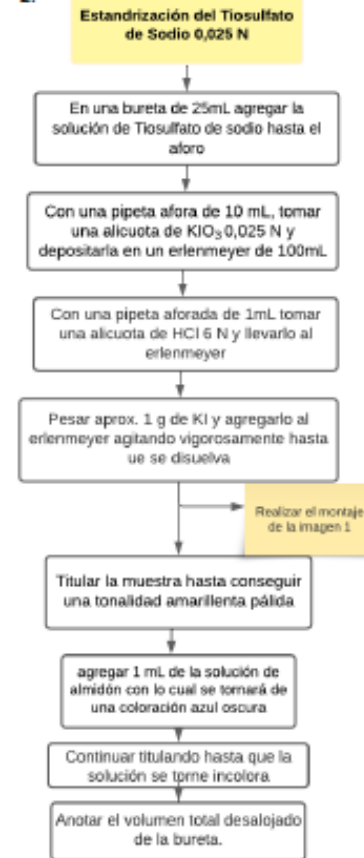 Estandrización del Tiosulfato
de Sodio 0,025 N
En una bureta de 25mL agregar la
solución de Tiosulfato de sodio hasta el
aforo
Con una pipeta afora de 10 mL, tomar
una alicuota de KIO₃ 0,025 N y
depositarla en un erlenmeyer de 100mL
Con una pipeta aforada de 1mL tomar
una alicuota de HCl 6 N y llevarlo al
erlenmeyer
Pesar aprox. 1 g de KI y agregarlo al
erlenmeyer agitando vigorosamente hasta
ue se disuelva
Realizar el montaje
de la imagen 1
Titular la muestra hasta conseguir
una tonalidad amarillenta pálida
agregar 1 mL de la solución de
almidón con lo cual se tornará de
una coloración azul oscura
Continuar titulando hasta que la
solución se torne incolora
Anotar el volumen total desalojado
de la bureta.